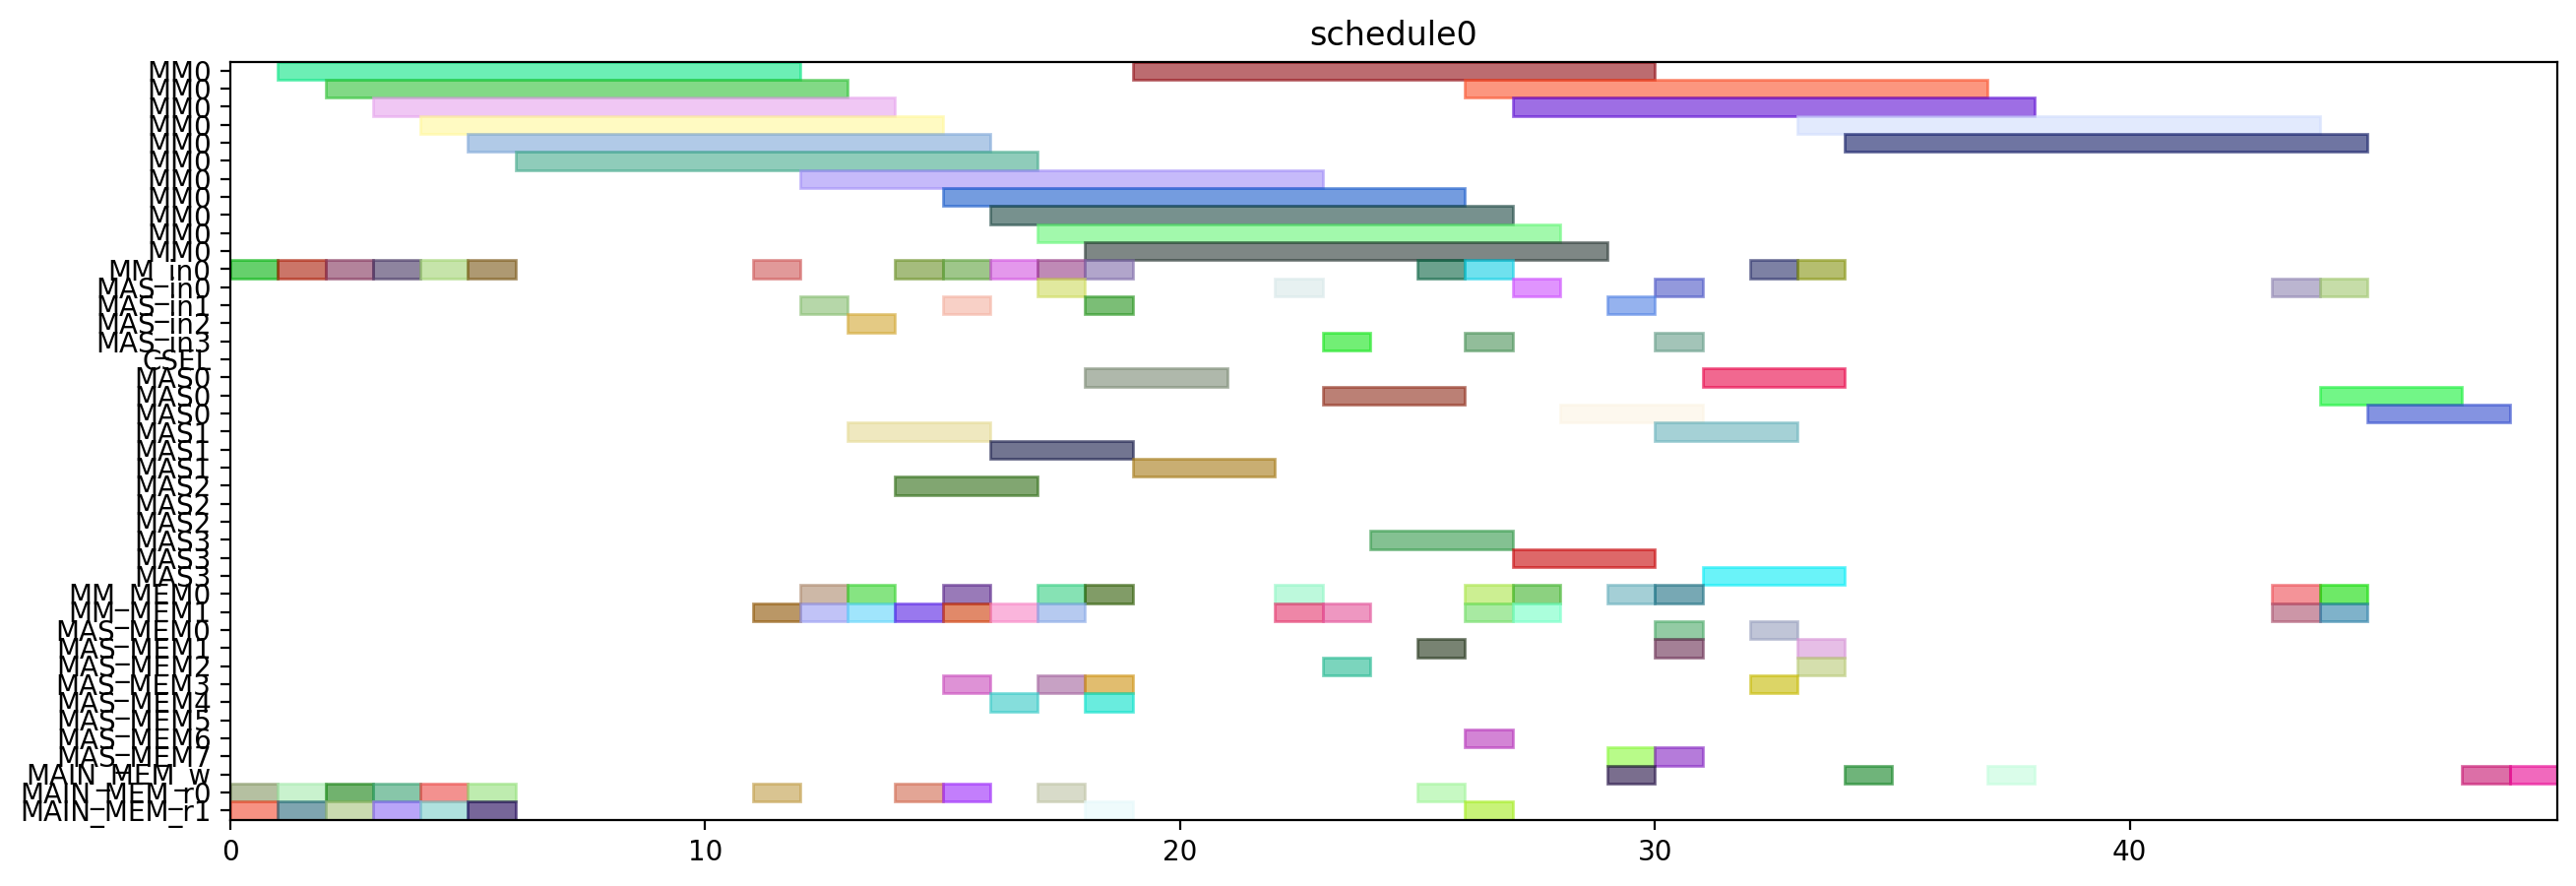 schedule0
MM0
MM0
MM0
MM0
MM0
MM0
MM0
MM0
MM0
MM0
MM0
MM_in0
MAS_in0
MAS_in1
MAS_in2
MAS_in3
CSEL
MAS0
MAS0
MAS0
MAS1
MAS1
MAS1
MAS2
MAS2
MAS2
MAS3
MAS3
MAS3
MM_MEM0
MM_MEM1
MAS_MEM0
MAS_MEM1
MAS_MEM2
MAS_MEM3
MAS_MEM4
MAS_MEM5
MAS_MEM6
MAS_MEM7
MAIN_MEM_w
MAIN_MEM_r0
MAIN_MEM_r1
0 10 20 30 40